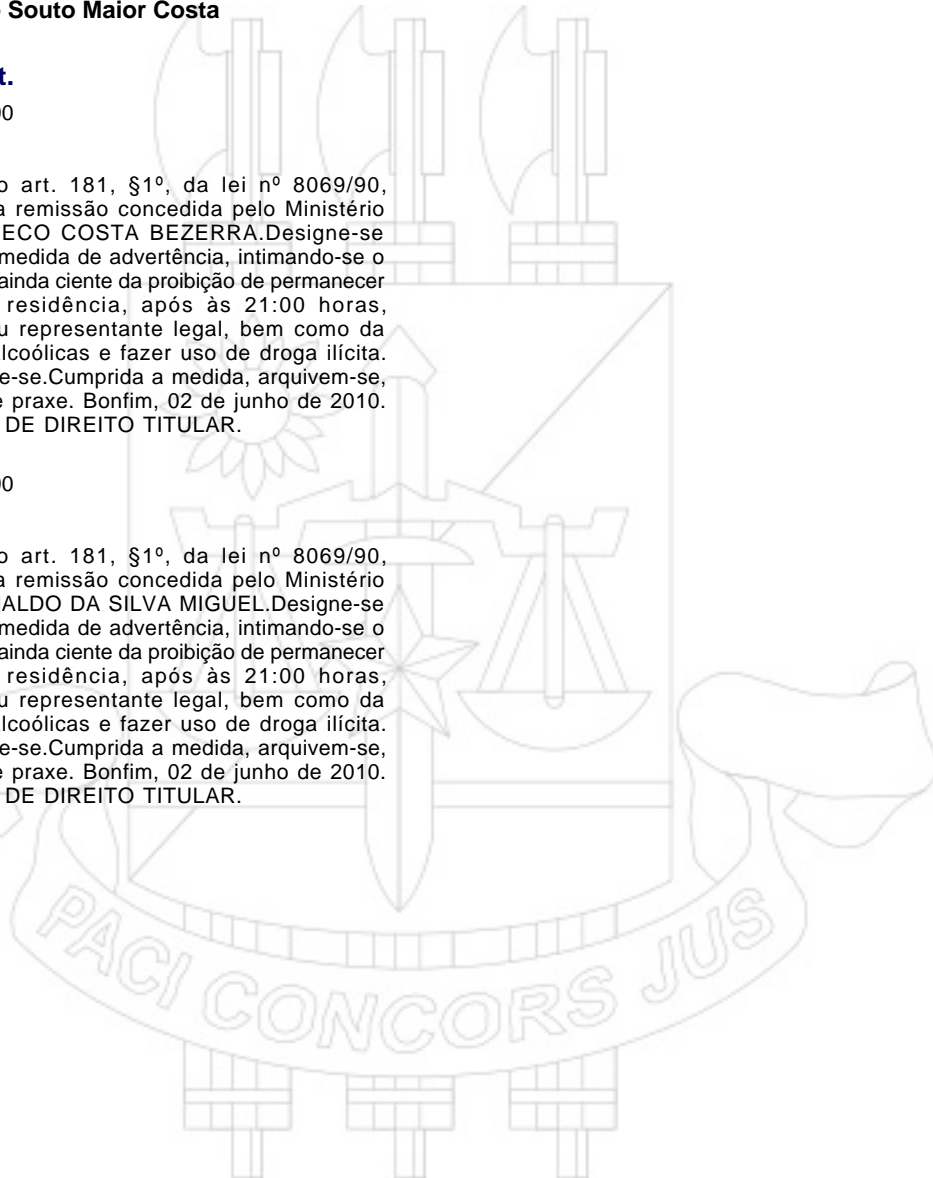 Souto Maior Costa
t.
00
o art. 181, §1º, da lei nº 8069/90,
a remissão concedida pelo Ministério
ECO COSTA BEZERRA.Designe-se
medida de advertência, intimando-se o
ainda ciente da proibição de permanecer
residência, após às 21:00 horas,
u representante legal, bem como da
lcoólicas e fazer uso de droga ilícita.
e-se.Cumprida a medida, arquivem-se,
e praxe. Bonfim, 02 de junho de 2010.
DE DIREITO TITULAR.
00
o art. 181, §1º, da lei nº 8069/90,
a remissão concedida pelo Ministério
ALDO DA SILVA MIGUEL.Designe-se
medida de advertência, intimando-se o
ainda ciente da proibição de permanecer
residência, após às 21:00 horas,
u representante legal, bem como da
lcoólicas e fazer uso de droga ilícita.
e-se.Cumprida a medida, arquivem-se,
e praxe. Bonfim, 02 de junho de 2010.
DE DIREITO TITULAR.
PACI CONCORS JUS